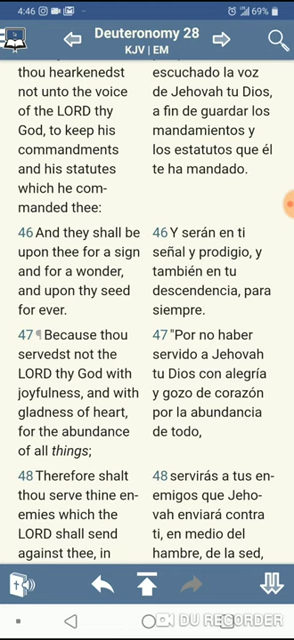 4:46
69%
Deuteronomy 28
KJV | EM
thou hearkenedst
not unto the voice
of the LORD thy
God, to keep his
commandments
and his statutes
which he com-
manded thee:
46 And they shall be
upon thee for a sign
and for a wonder,
and upon thy seed
for ever.
47 ¶Because thou
servedst not the
LORD thy God with
joyfulness, and with
gladness of heart,
for the abundance
of all things;
48 Therefore shalt
thou serve thine en-
emies which the
LORD shall send
against thee, in
escuchado la voz
de Jehovah tu Dios,
a fin de guardar los
mandamientos y
los estatutos que él
te ha mandado.
46 Y serán en ti
señal y prodigio, y
también en tu
descendencia, para
siempre.
47 "Por no haber
servido a Jehovah
tu Dios con alegría
y gozo de corazón
por la abundancia
de todo,
48 servirás a tus en-
emigos que Jeho-
vah enviará contra
ti, en medio del
hambre, de la sed,
DU RECORDER